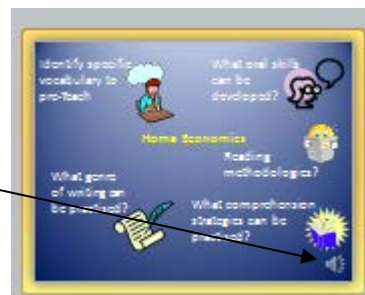 Identify specific
vocabulary to
pre-Teach
What oral skills
can be
developed?
Home Economics
Reading
methodologies?
What genre
of writing can
be practised?
What comprehension
strategies can be
practised?